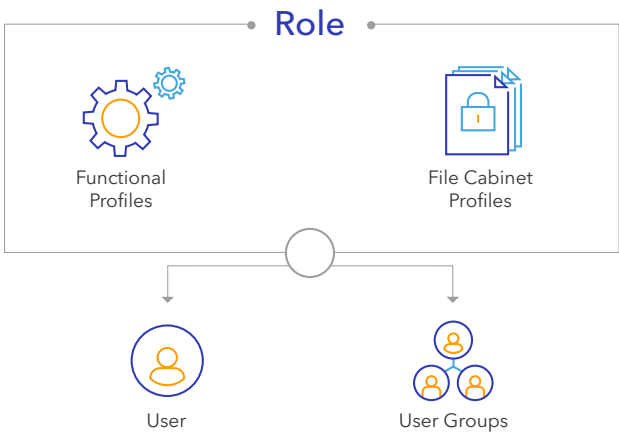 Role
Functional
Profiles
File Cabinet
Profiles
User
User Groups